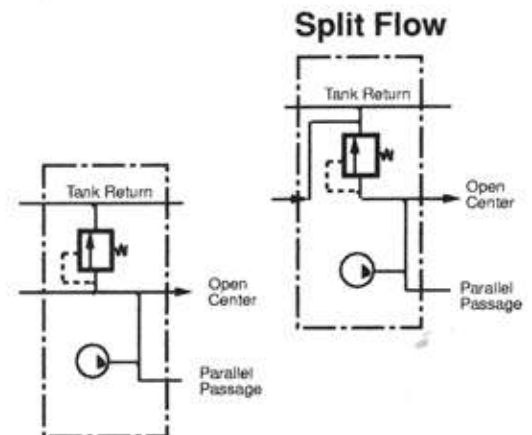 Split Flow
Tank Return
Open
Center
Parallel
Passage
Tank Return
Open
Center
Parallel
Passage